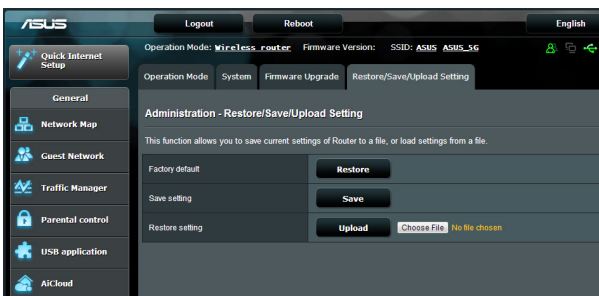 ASUS Logout Reboot English
Quick Internet Setup
Operation Mode: Wireless router Firmware Version: SSID: ASUS ASUS_5G
Operation Mode System Firmware Upgrade Restore/Save/Upload Setting
General
Network Map
Guest Network
Traffic Manager
Parental control
USB application
AiCloud
Administration - Restore/Save/Upload Setting
This function allows you to save current settings of Router to a file, or load settings from a file.
Factory default Restore
Save setting Save
Restore setting Upload Choose File No file chosen